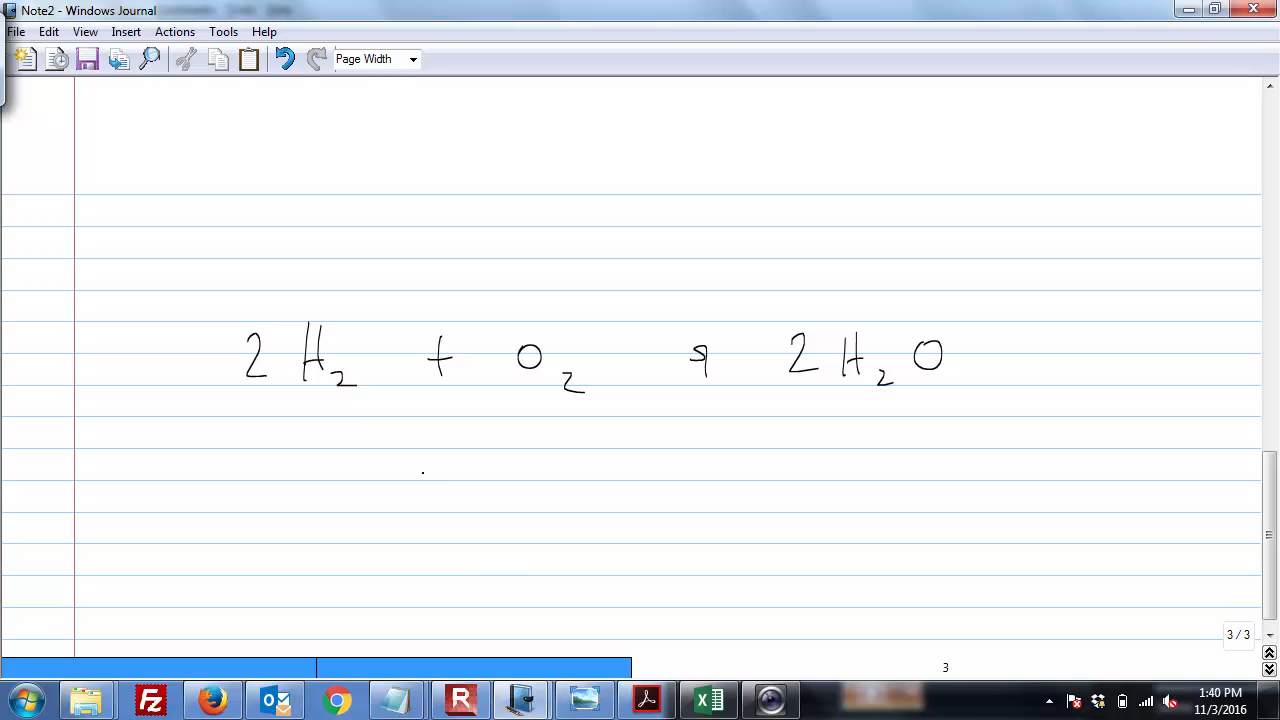 Note2 - Windows Journal
File Edit View Insert Actions Tools Help
Page Width
2 H₂ + O₂ 2 H₂O
3 / 3
3
1:40 PM
11/3/2016